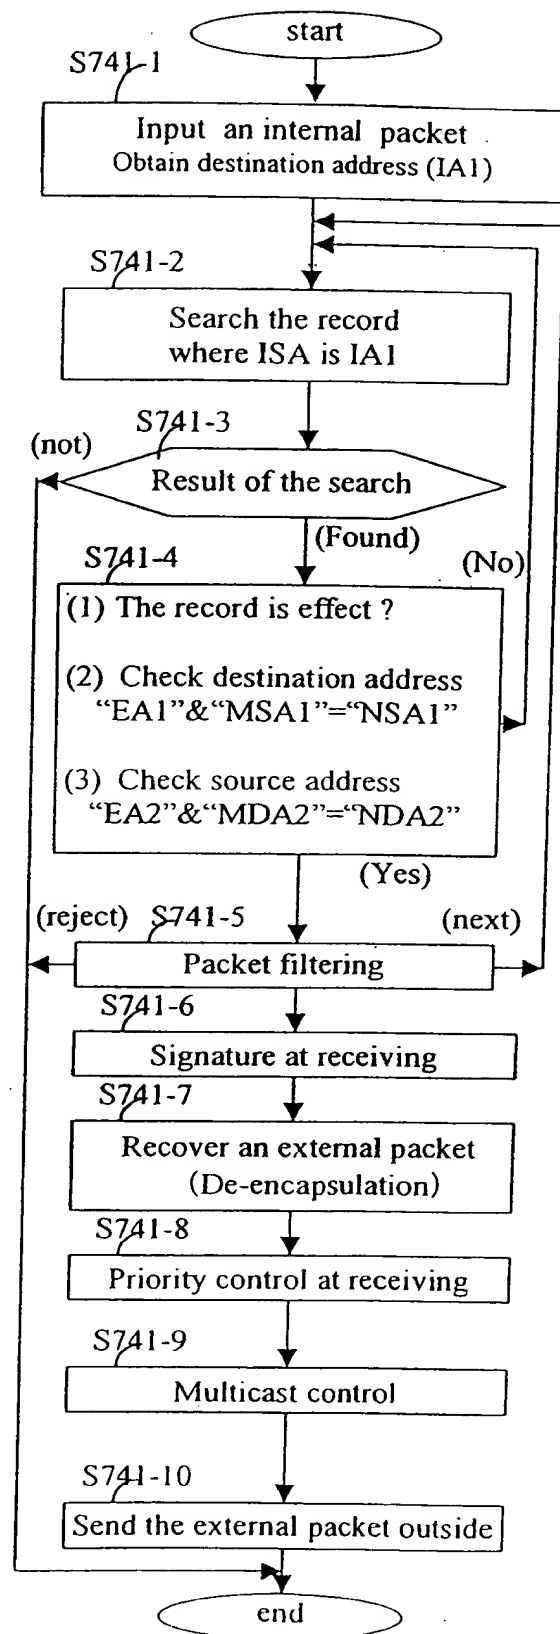 start
S741-1
Input an internal packet
Obtain destination address (IA1)
S741-2
Search the record
where ISA is IA1
S741-3
(not)
Result of the search
(Found)
S741-4
(No)
(1) The record is effect ?
(2) Check destination address
“EA1”&“MSA1”=“NSA1”
(3) Check source address
“EA2”&“MDA2”=“NDA2”
(Yes)
(reject)
S741-5
(next)
Packet filtering
S741-6
Signature at receiving
S741-7
Recover an external packet
(De-encapsulation)
S741-8
Priority control at receiving
S741-9
Multicast control
S741-10
Send the external packet outside
end